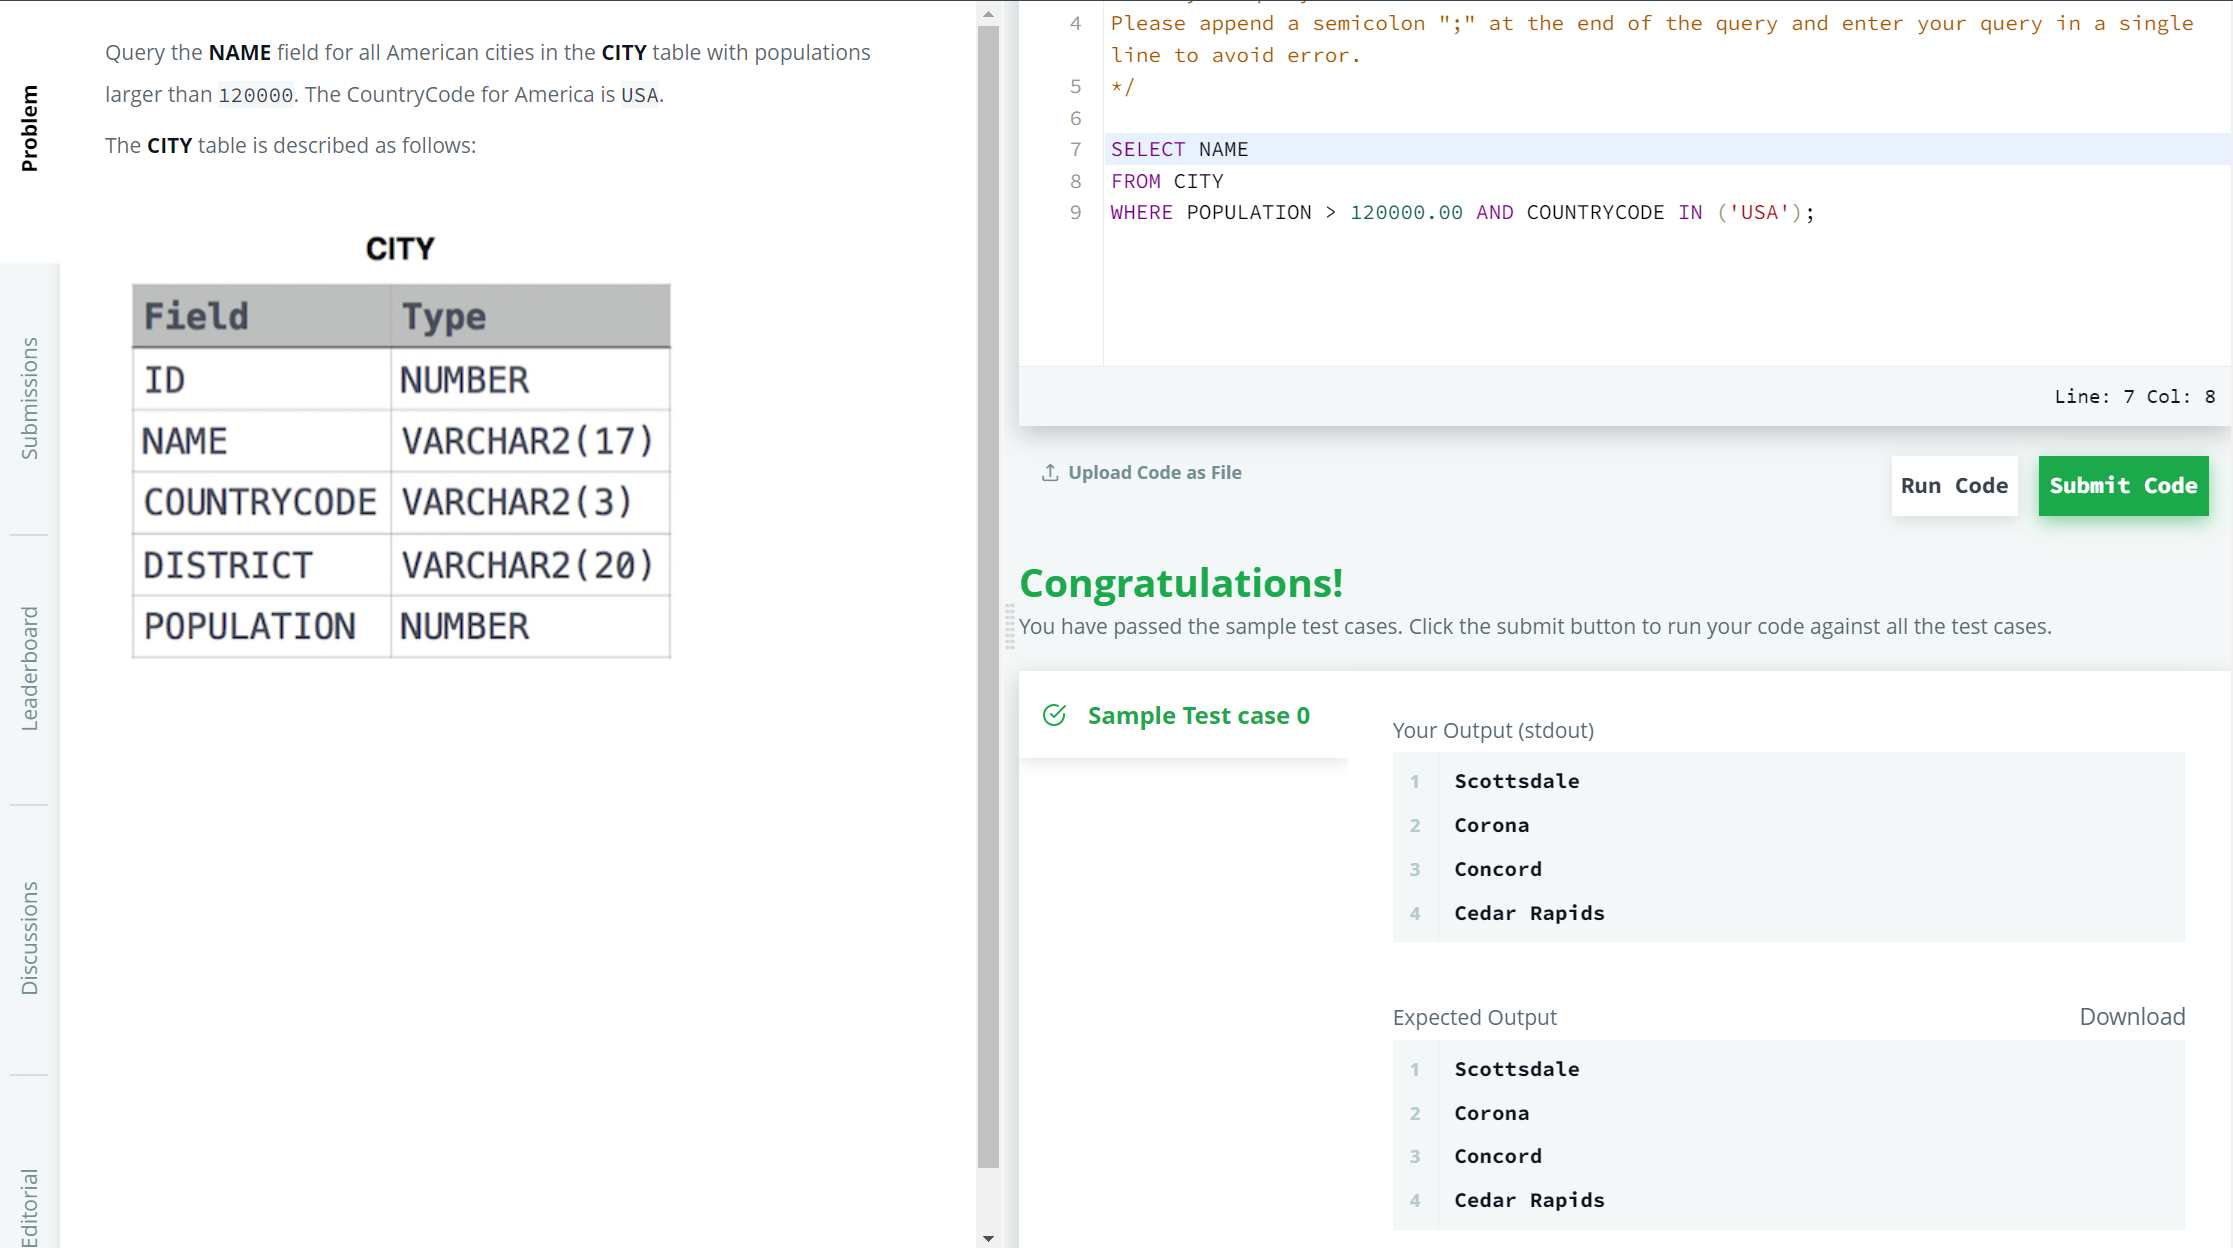 Problem
Submissions
Leaderboard
Discussions
Editorial
Query the NAME field for all American cities in the CITY table with populations
larger than 120000. The CountryCode for America is USA.
The CITY table is described as follows:
CITY
Field Type
ID NUMBER
NAME VARCHAR2(17)
COUNTRYCODE VARCHAR2(3)
DISTRICT VARCHAR2(20)
POPULATION NUMBER
4 Please append a semicolon ";" at the end of the query and enter your query in a single
line to avoid error.
5 */
6
7 SELECT NAME
8 FROM CITY
9 WHERE POPULATION > 120000.00 AND COUNTRYCODE IN ('USA');
Line: 7 Col: 8
Upload Code as File
Run Code
Submit Code
Congratulations!
You have passed the sample test cases. Click the submit button to run your code against all the test cases.
Sample Test case 0
Your Output (stdout)
1 Scottsdale
2 Corona
3 Concord
4 Cedar Rapids
Expected Output Download
1 Scottsdale
2 Corona
3 Concord
4 Cedar Rapids